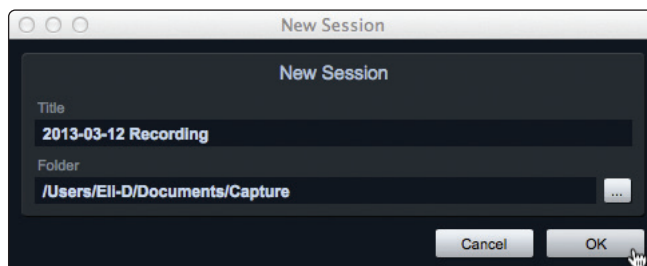 New Session
New Session
Title
2013-03-12 Recording
Folder
/Users/Eli-D/Documents/Capture
...
Cancel
OK